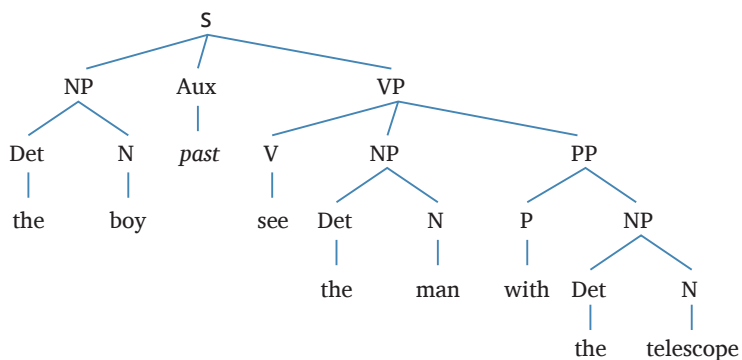 S
NP Aux VP
Det N past V NP PP
the boy see Det N P NP
the man with Det N
the telescope